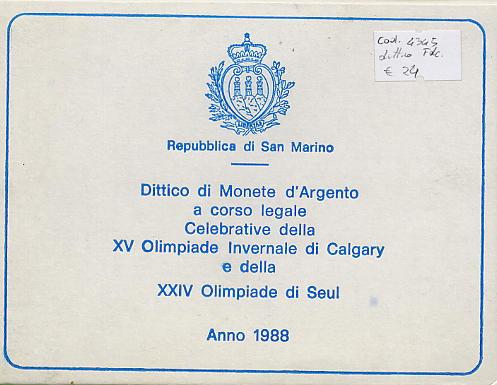 Cod. 4345
dittico Fdc.
€ 24
LIBERTAS
Repubblica di San Marino
Dittico di Monete d'Argento
a corso legale
Celebrative della
XV Olimpiade Invernale di Calgary
e della
XXIV Olimpiade di Seul
Anno 1988